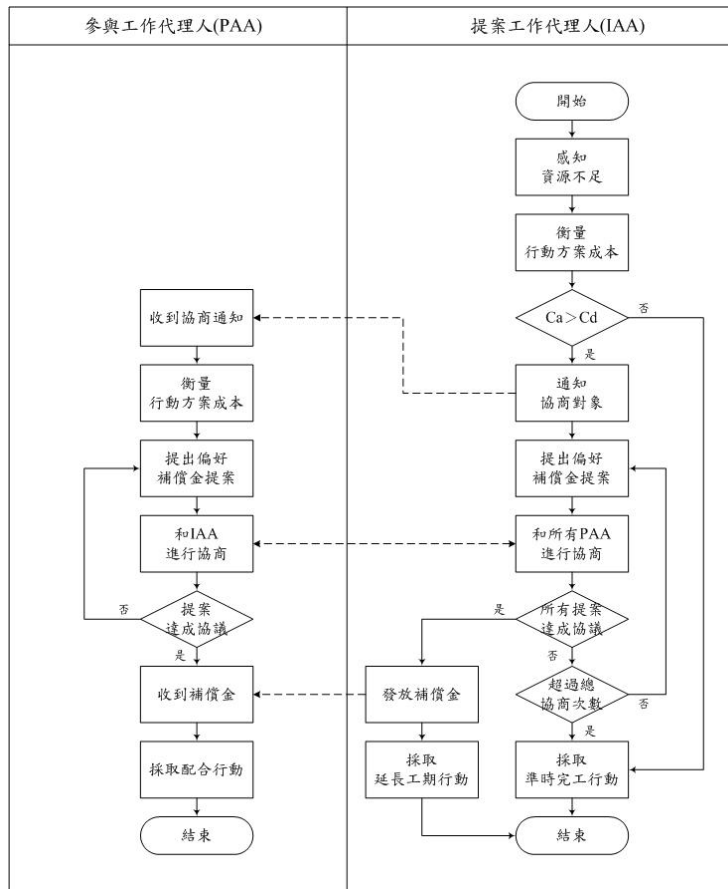 參與工作代理人(PAA)
提案工作代理人(IAA)
開始
感知
資源不足
衡量
行動方案成本
Ca＞Cd
否
是
收到協商通知
通知
協商對象
衡量
行動方案成本
提出偏好
補償金提案
提出偏好
補償金提案
和IAA
進行協商
和所有PAA
進行協商
提案
達成協議
否
是
所有提案
達成協議
是
否
超過總
協商次數
否
是
收到補償金
發放補償金
採取配合行動
採取
延長工期行動
採取
準時完工行動
結束
結束